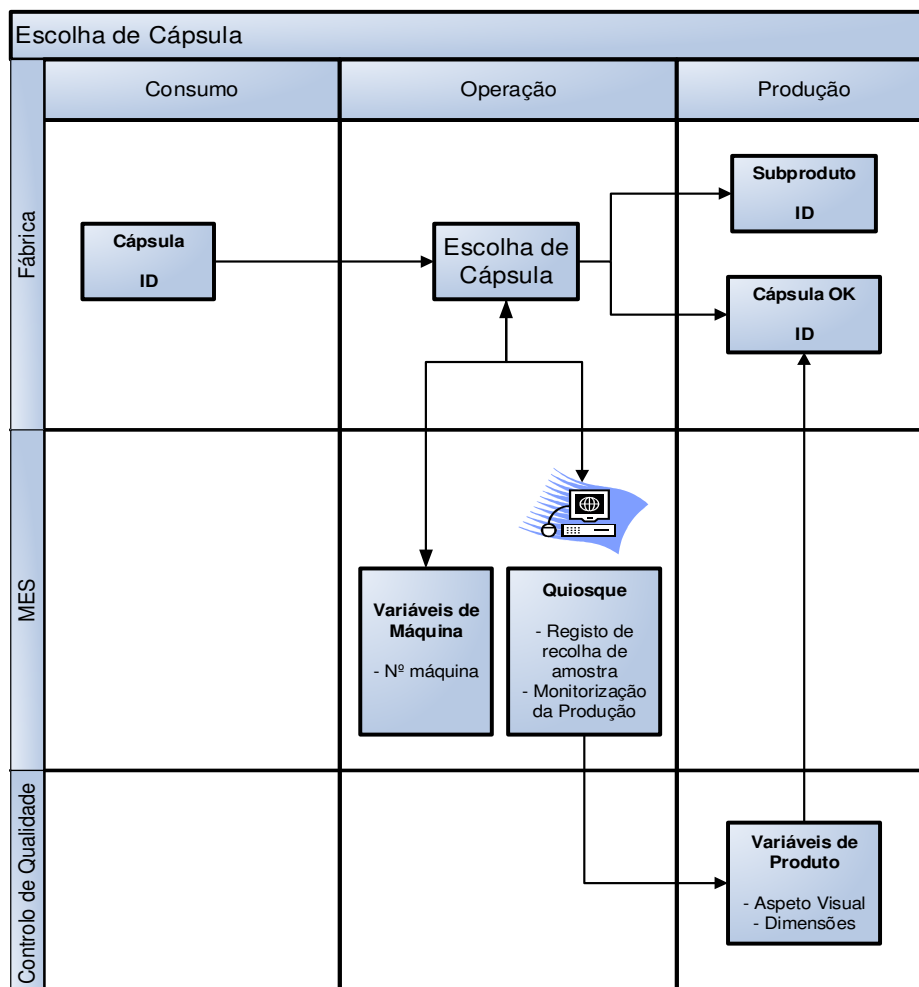 Escolha de Cápsula
Consumo
Operação
Produção
Fábrica
Cápsula
ID
Escolha de
Cápsula
Subproduto
ID
Cápsula OK
ID
MES
Variáveis de
Máquina
- Nº máquina
Quiosque
- Registo de
recolha de
amostra
- Monitorização
da Produção
Controlo de Qualidade
Variáveis de
Produto
- Aspeto Visual
- Dimensões